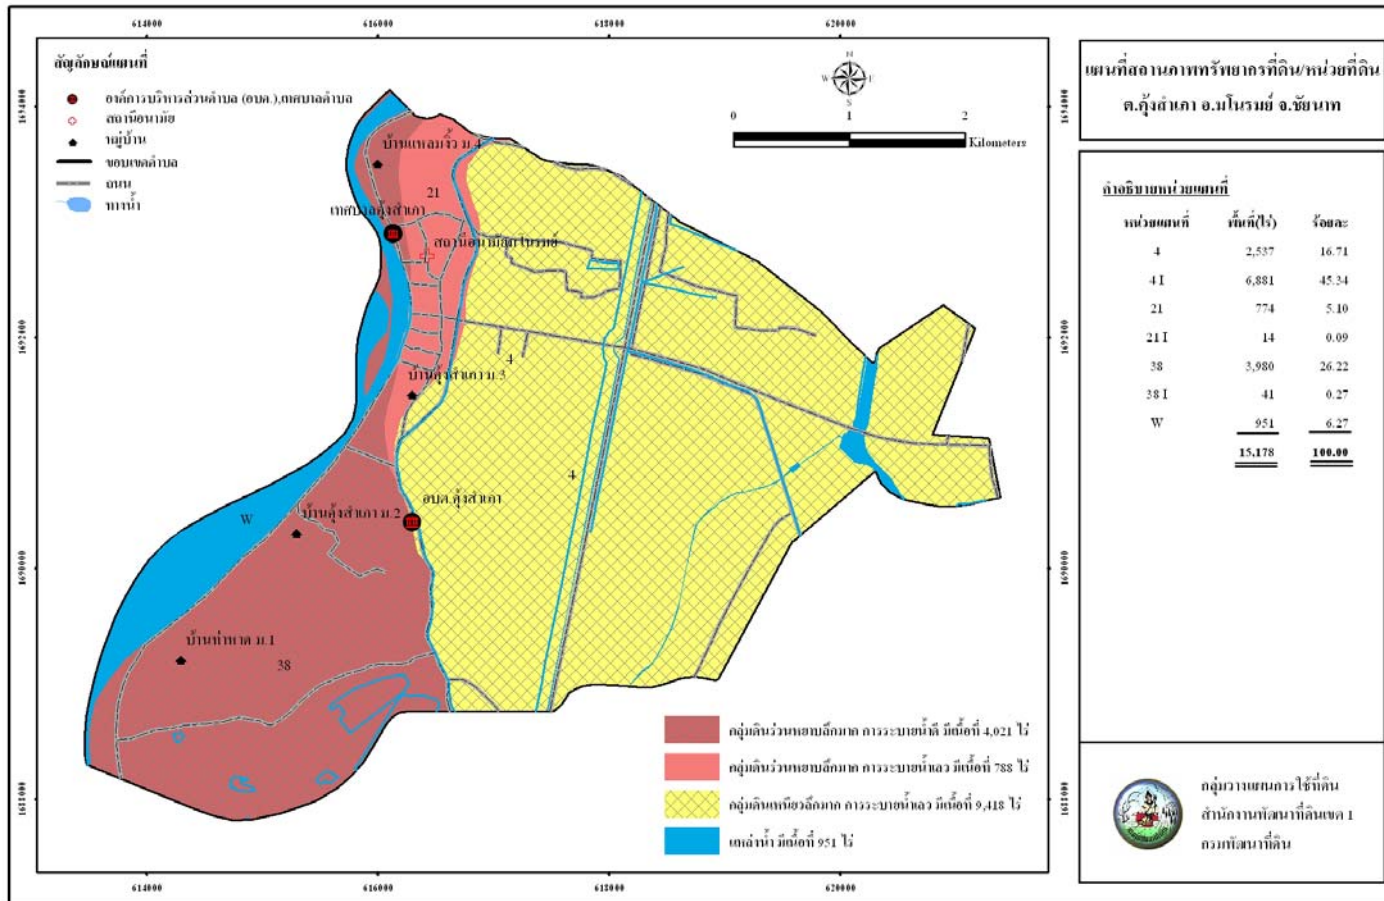 614000 616000 618000 620000
สัญลักษณ์แผนที่
องค์การบริหารส่วนตำบล (อบต.),เทศบาลตำบล
สถานีอนามัย
หมู่บ้าน
ขอบเขตตำบล
ถนน
ทางน้ำ
N
W E
S
0 1 2
Kilometers
1694000
1692000
1690000
1688000
บ้านแหลมงิ้ว ม.4
21
เทศบาลคุ้งสำเภา
สถานีอนามัยมโนรมย์
4
บ้านคุ้งสำเภา ม.3
4
อบต.คุ้งสำเภา
W
บ้านคุ้งสำเภา ม.2
บ้านท่าหาด ม.1
38
กลุ่มดินร่วนหยาบลึกมาก การระบายน้ำดี มีเนื้อที่ 4,021 ไร่
กลุ่มดินร่วนหยาบลึกมาก การระบายน้ำเลว มีเนื้อที่ 788 ไร่
กลุ่มดินเหนียวลึกมาก การระบายน้ำเลว มีเนื้อที่ 9,418 ไร่
แหล่งน้ำ มีเนื้อที่ 951 ไร่
1694000
1692000
1690000
1688000
614000 616000 618000 620000
แผนที่สถานภาพทรัพยากรที่ดิน/หน่วยที่ดิน
ต.คุ้งสำเภา อ.มโนรมย์ จ.ชัยนาท
คำอธิบายหน่วยแผนที่
หน่วยแผนที่ พื้นที่(ไร่) ร้อยละ
4 2,537 16.71
4 I 6,881 45.34
21 774 5.10
21 I 14 0.09
38 3,980 26.22
38 I 41 0.27
W 951 6.27
15,178 100.00
กลุ่มวางแผนการใช้ที่ดิน
สำนักงานพัฒนาที่ดินเขต 1
กรมพัฒนาที่ดิน